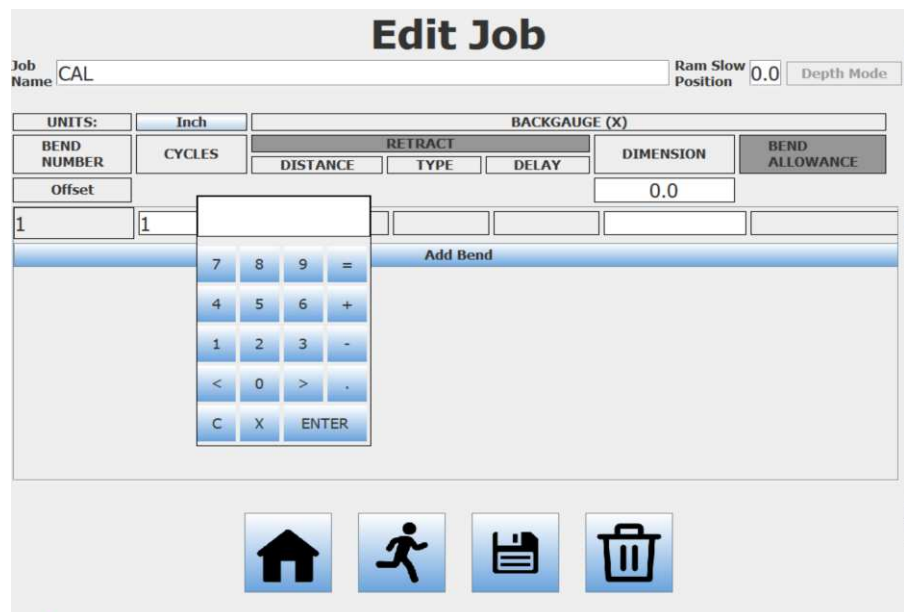 Edit Job
Job Name CAL Ram Slow Position 0.0 Depth Mode
UNITS: Inch BACKGAUGE (X)
BEND NUMBER CYCLES RETRACT DIMENSION BEND ALLOWANCE
DISTANCE TYPE DELAY
Offset 0.0
1 1
Add Bend
7 8 9 =
4 5 6 +
1 2 3 -
< 0 > .
C X ENTER